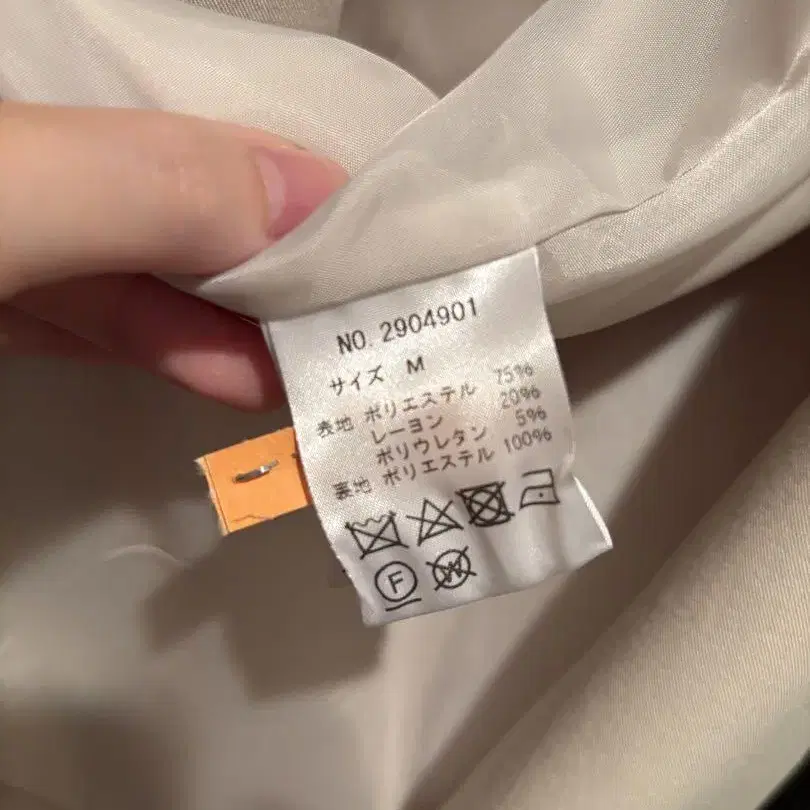 NO. 2904901
サイズ M
表地 ポリエステル 75%
レーヨン 20%
ポリウレタン 5%
裏地 ポリエステル 100%
F W